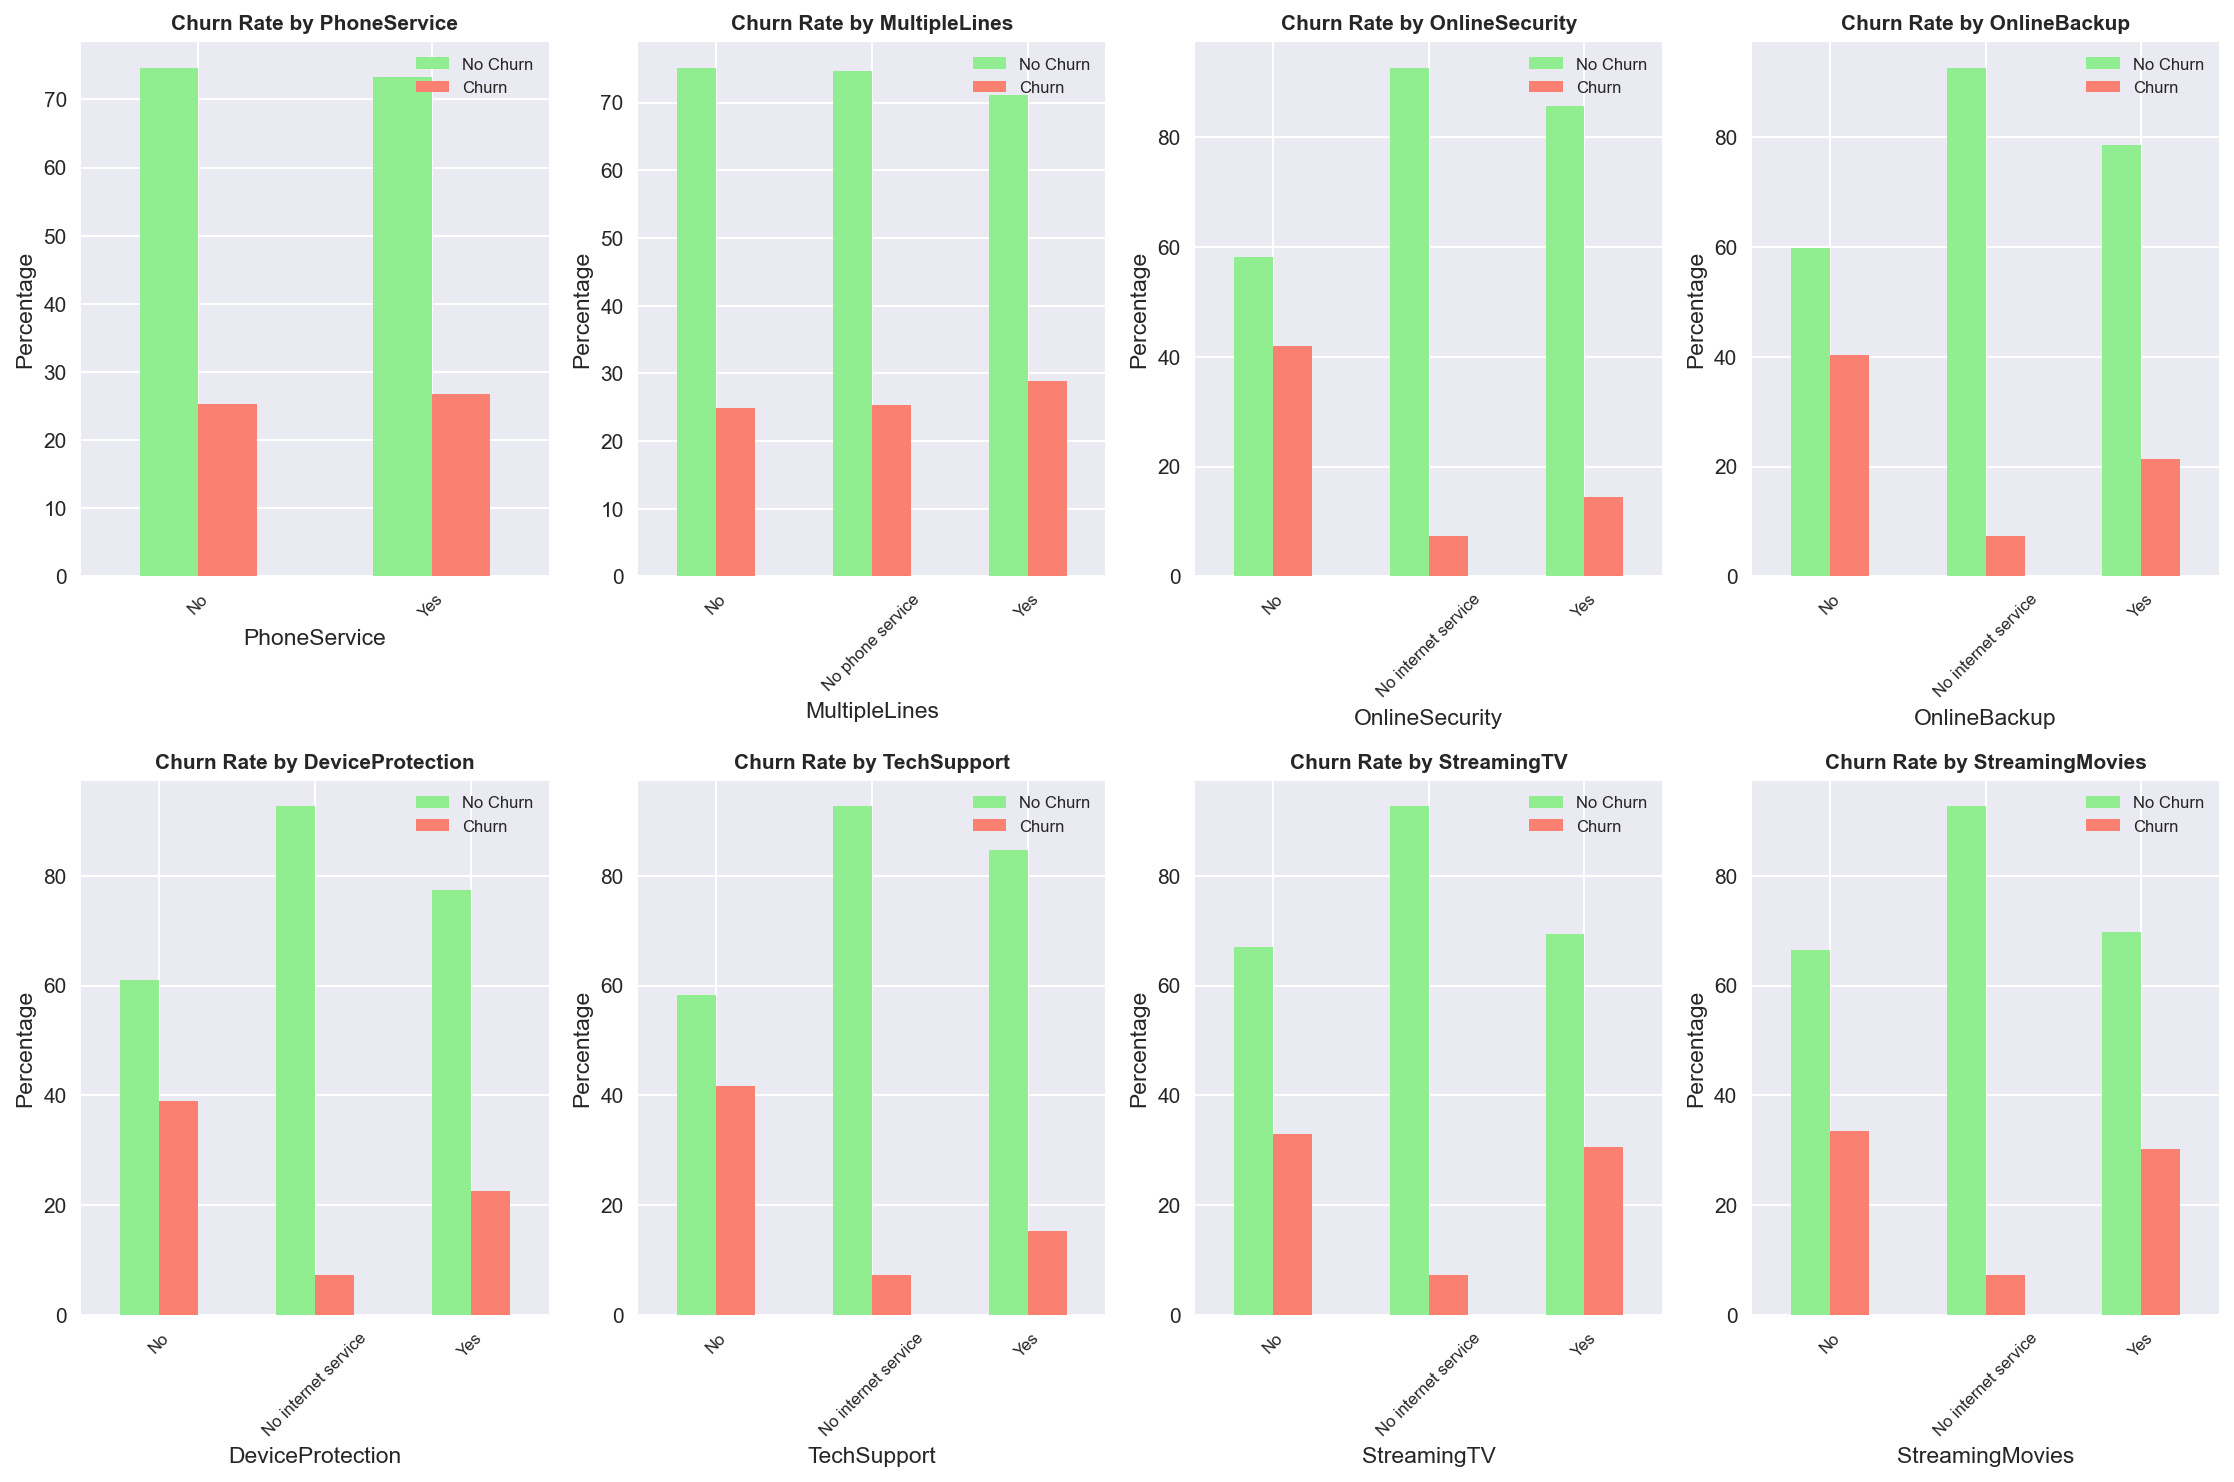 Churn Rate by PhoneService
No Churn
Churn
70
60
50
40
30
20
10
0
Percentage
No
Yes
PhoneService
Churn Rate by MultipleLines
No Churn
Churn
70
60
50
40
30
20
10
0
Percentage
No
No phone service
Yes
MultipleLines
Churn Rate by OnlineSecurity
No Churn
Churn
80
60
40
20
0
Percentage
No
No internet service
Yes
OnlineSecurity
Churn Rate by OnlineBackup
No Churn
Churn
80
60
40
20
0
Percentage
No
No internet service
Yes
OnlineBackup
Churn Rate by DeviceProtection
No Churn
Churn
80
60
40
20
0
Percentage
No
No internet service
Yes
DeviceProtection
Churn Rate by TechSupport
No Churn
Churn
80
60
40
20
0
Percentage
No
No internet service
Yes
TechSupport
Churn Rate by StreamingTV
No Churn
Churn
80
60
40
20
0
Percentage
No
No internet service
Yes
StreamingTV
Churn Rate by StreamingMovies
No Churn
Churn
80
60
40
20
0
Percentage
No
No internet service
Yes
StreamingMovies